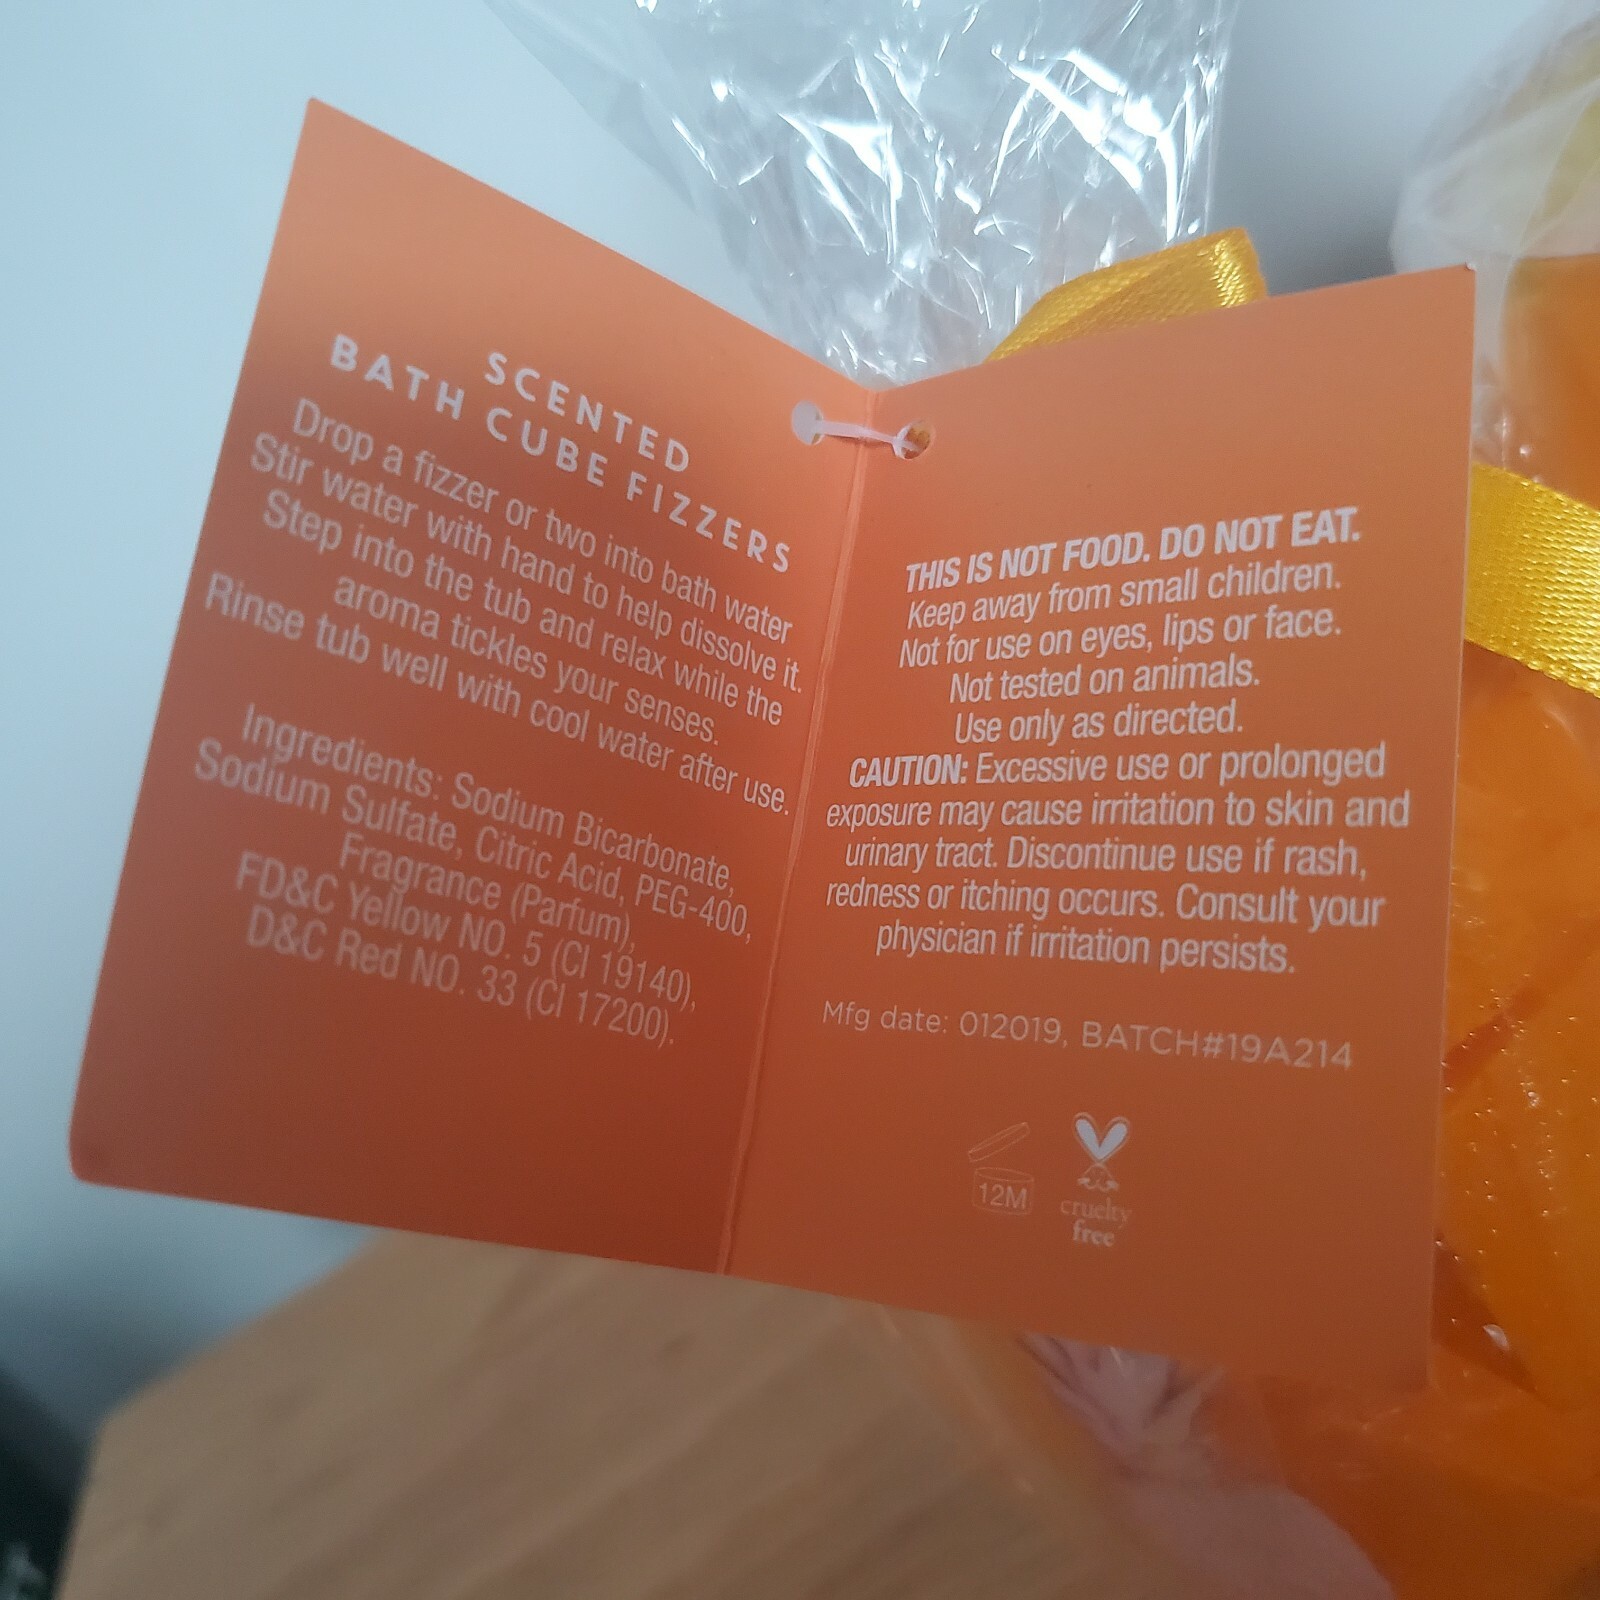 SCENTED
BATH CUBE FIZZERS
Drop a fizzer or two into bath water
Stir water with hand to help dissolve it.
Step into the tub and relax while the
aroma tickles your senses.
Rinse tub well with cool water after use.
Ingredients: Sodium Bicarbonate,
Sodium Sulfate, Citric Acid, PEG-400,
Fragrance (Parfum),
FD&C Yellow NO. 5 (CI 19140),
D&C Red NO. 33 (CI 17200).
THIS IS NOT FOOD. DO NOT EAT.
Keep away from small children.
Not for use on eyes, lips or face.
Not tested on animals.
Use only as directed.
CAUTION: Excessive use or prolonged
exposure may cause irritation to skin and
urinary tract. Discontinue use if rash,
redness or itching occurs. Consult your
physician if irritation persists.
Mfg date: 012019, BATCH#19A214
12M
cruelty
free